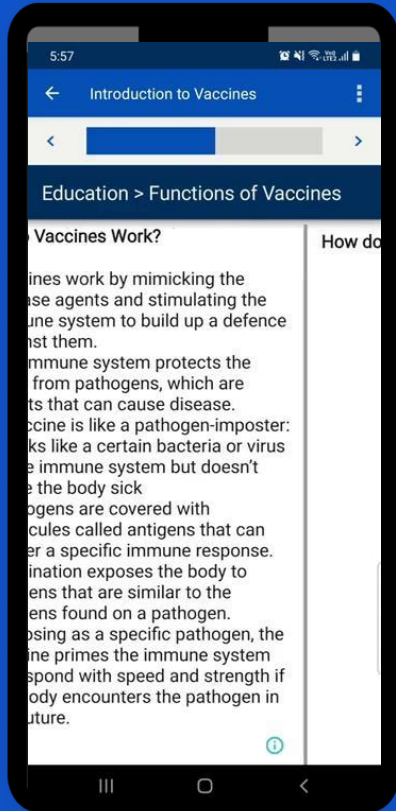 5:57
Vo))
LTE2
Introduction to Vaccines
Education > Functions of Vaccines
Vaccines Work?
How do
ines work by mimicking the
ase agents and stimulating the
une system to build up a defence
nst them.
mmune system protects the
from pathogens, which are
ts that can cause disease.
ccine is like a pathogen-imposter:
ks like a certain bacteria or virus
e immune system but doesn't
e the body sick
ogens are covered with
cules called antigens that can
er a specific immune response.
ination exposes the body to
ens that are similar to the
ens found on a pathogen.
osing as a specific pathogen, the
ine primes the immune system
spond with speed and strength if
ody encounters the pathogen in
uture.